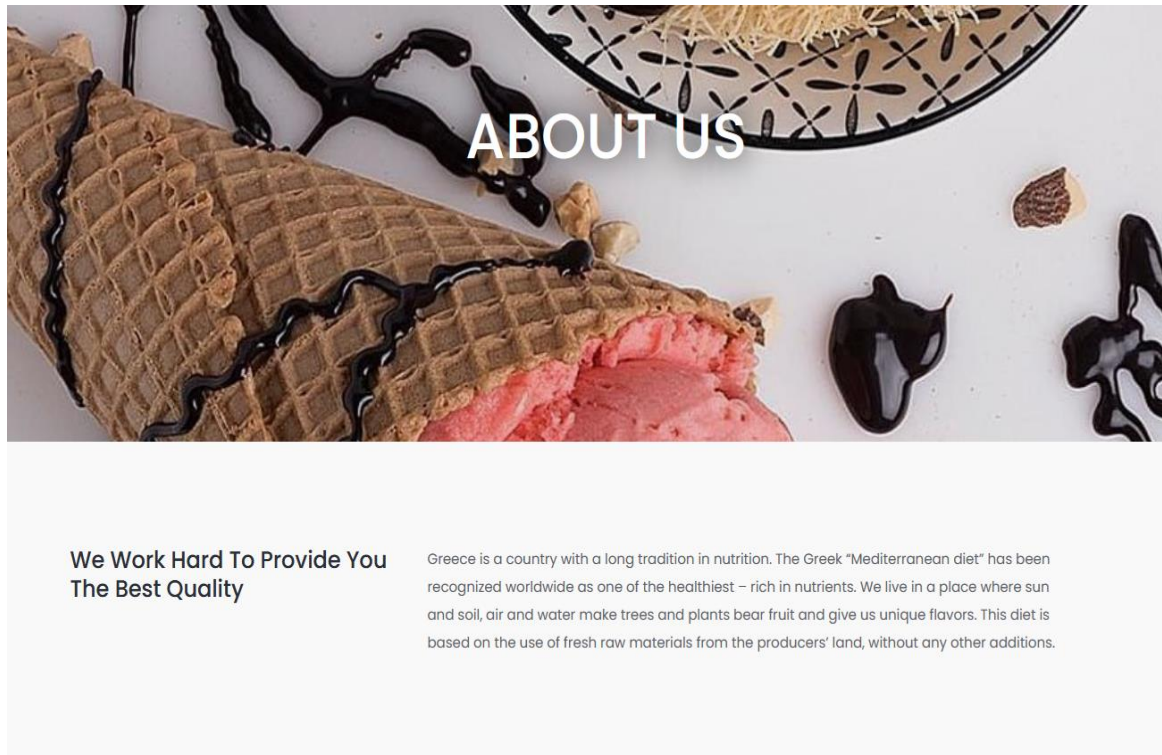 ABOUT US
We Work Hard To Provide You
The Best Quality
Greece is a country with a long tradition in nutrition. The Greek “Mediterranean diet” has been
recognized worldwide as one of the healthiest – rich in nutrients. We live in a place where sun
and soil, air and water make trees and plants bear fruit and give us unique flavors. This diet is
based on the use of fresh raw materials from the producers’ land, without any other additions.